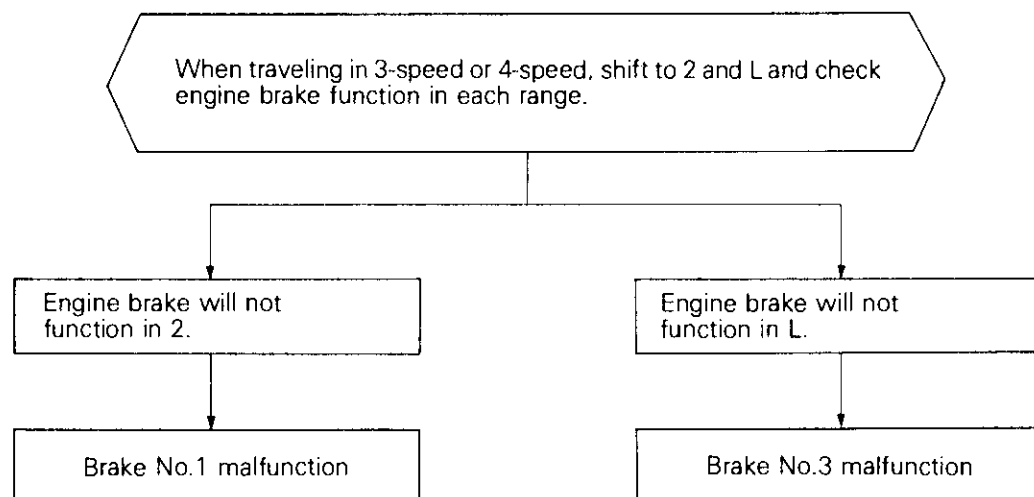 When traveling in 3-speed or 4-speed, shift to 2 and L and check
engine brake function in each range.
Engine brake will not
function in 2.
Engine brake will not
function in L.
Brake No.1 malfunction
Brake No.3 malfunction